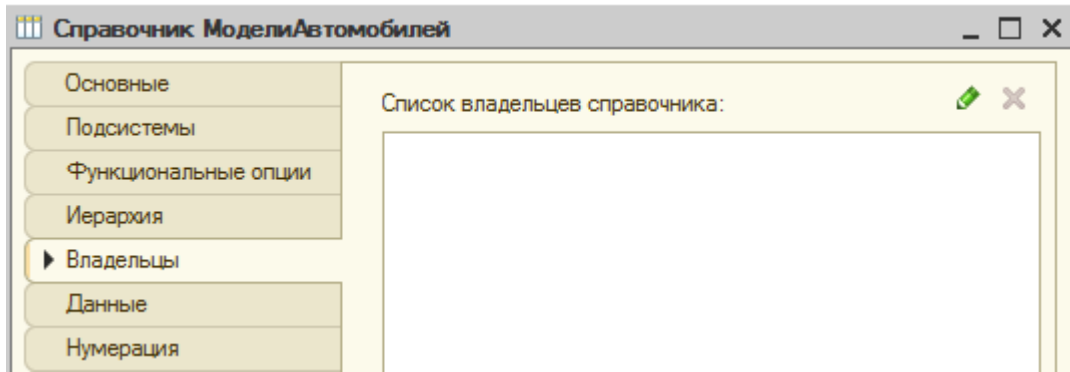 Справочник МоделиАвтомобилей
Основные
Подсистемы
Функциональные опции
Иерархия
Владельцы
Данные
Нумерация
Список владельцев справочника: